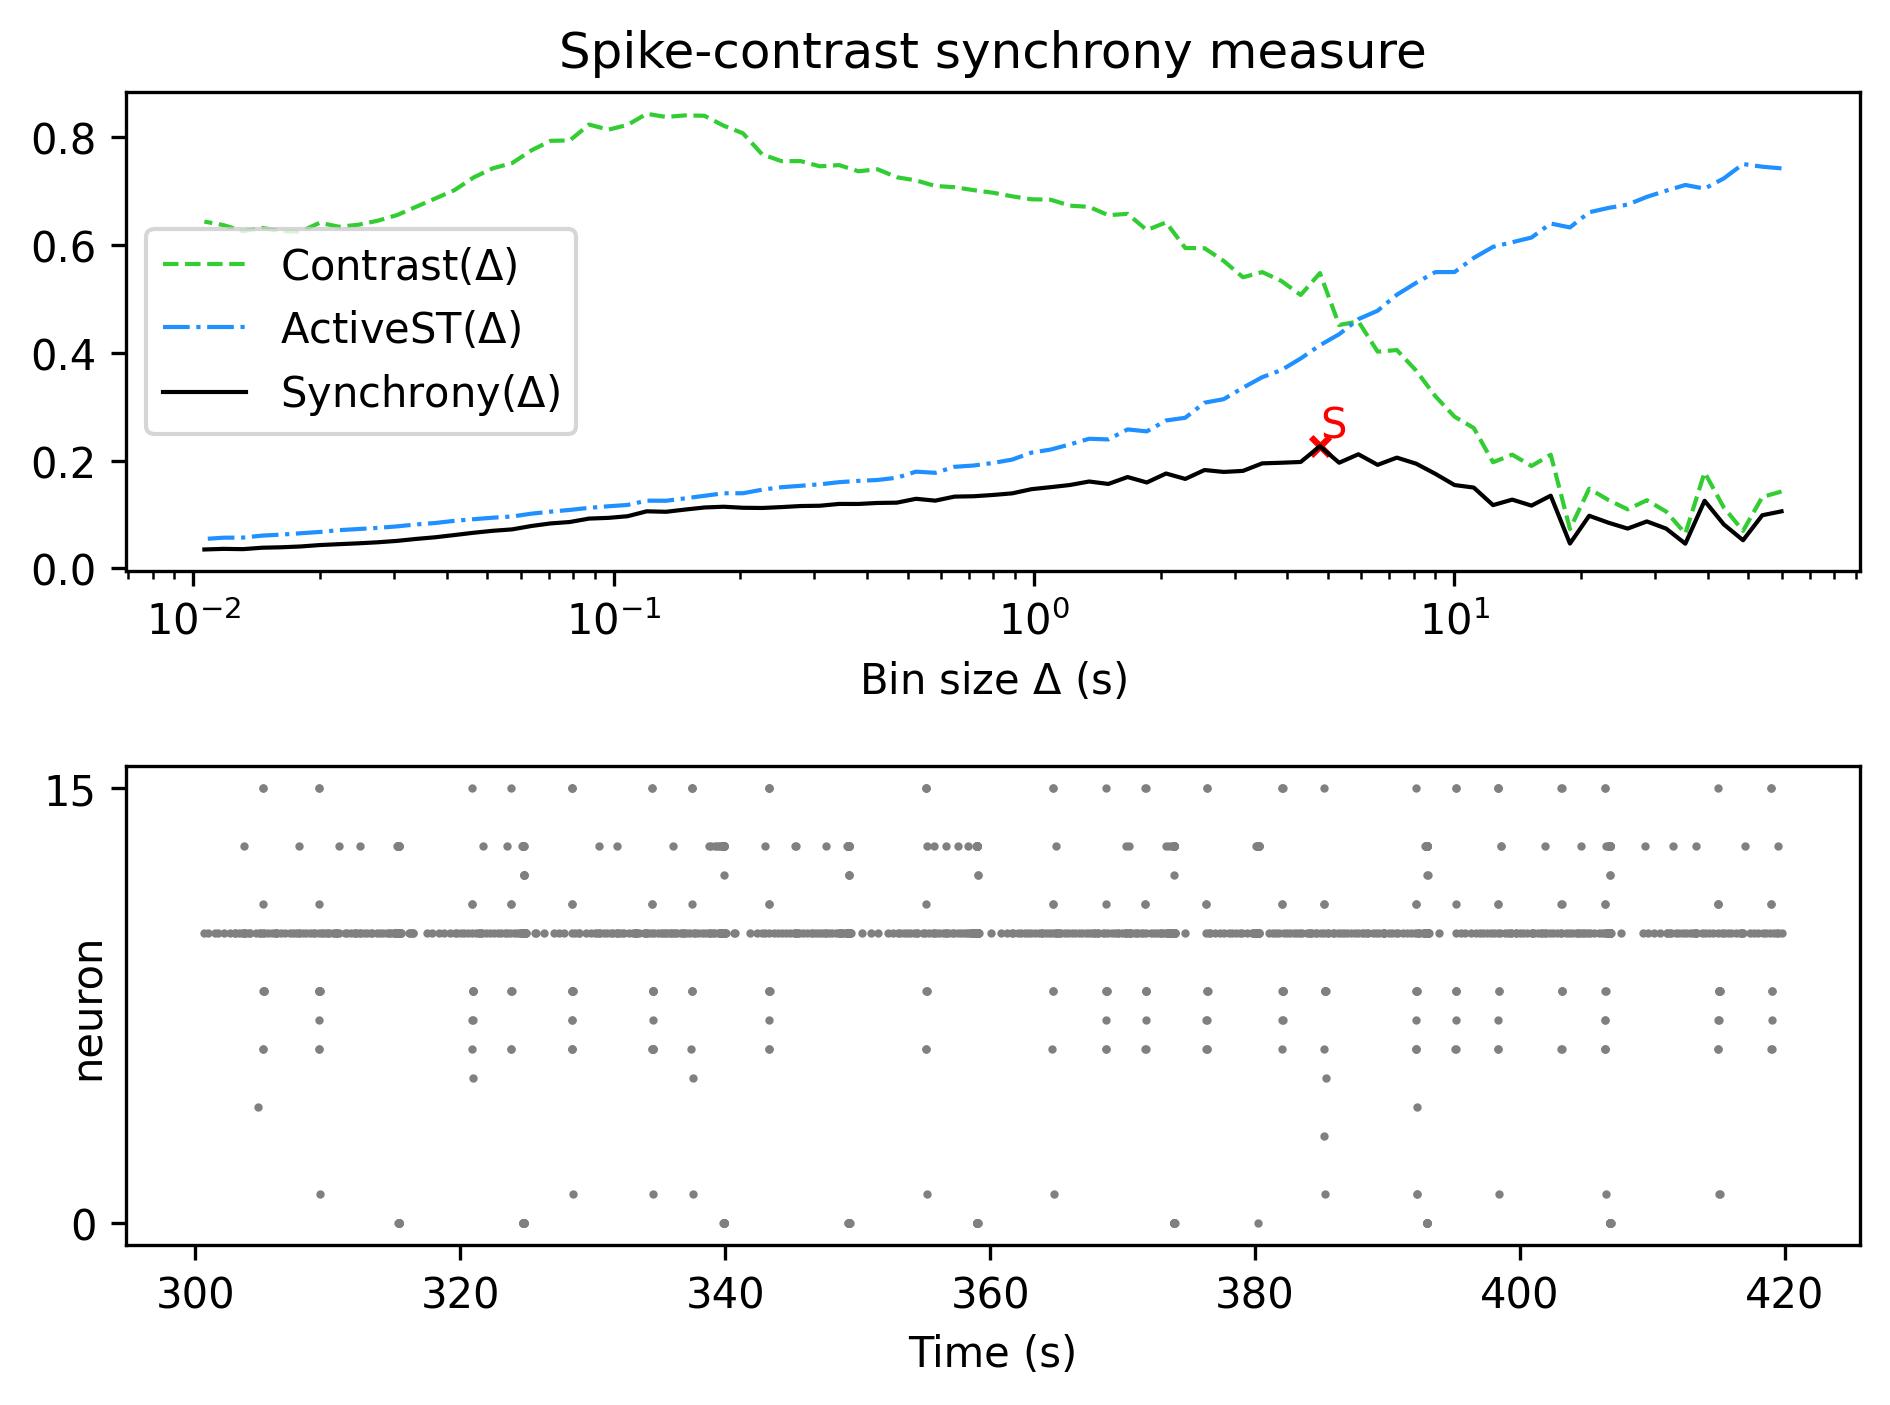 Spike-contrast synchrony measure
0.8
0.6
0.4
0.2
0.0
Contrast(Δ)
ActiveST(Δ)
Synchrony(Δ)
S
10⁻² 10⁻¹ 10⁰ 10¹
Bin size Δ (s)
15
0
neuron
300 320 340 360 380 400 420
Time (s)